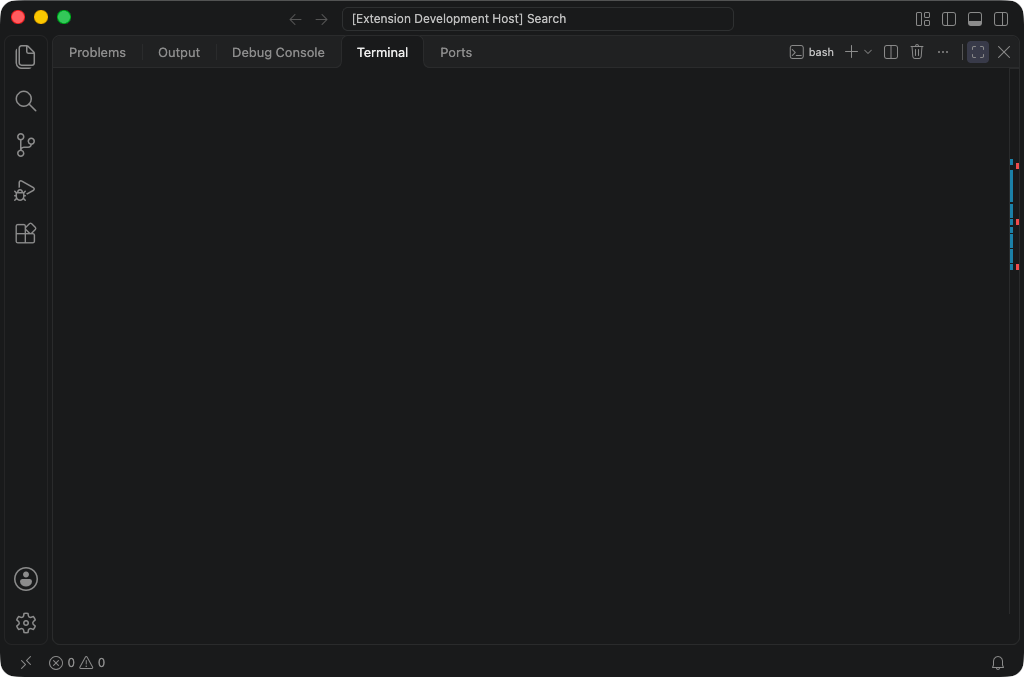 [Extension Development Host] Search
Problems Output Debug Console Terminal Ports
bash
0 0